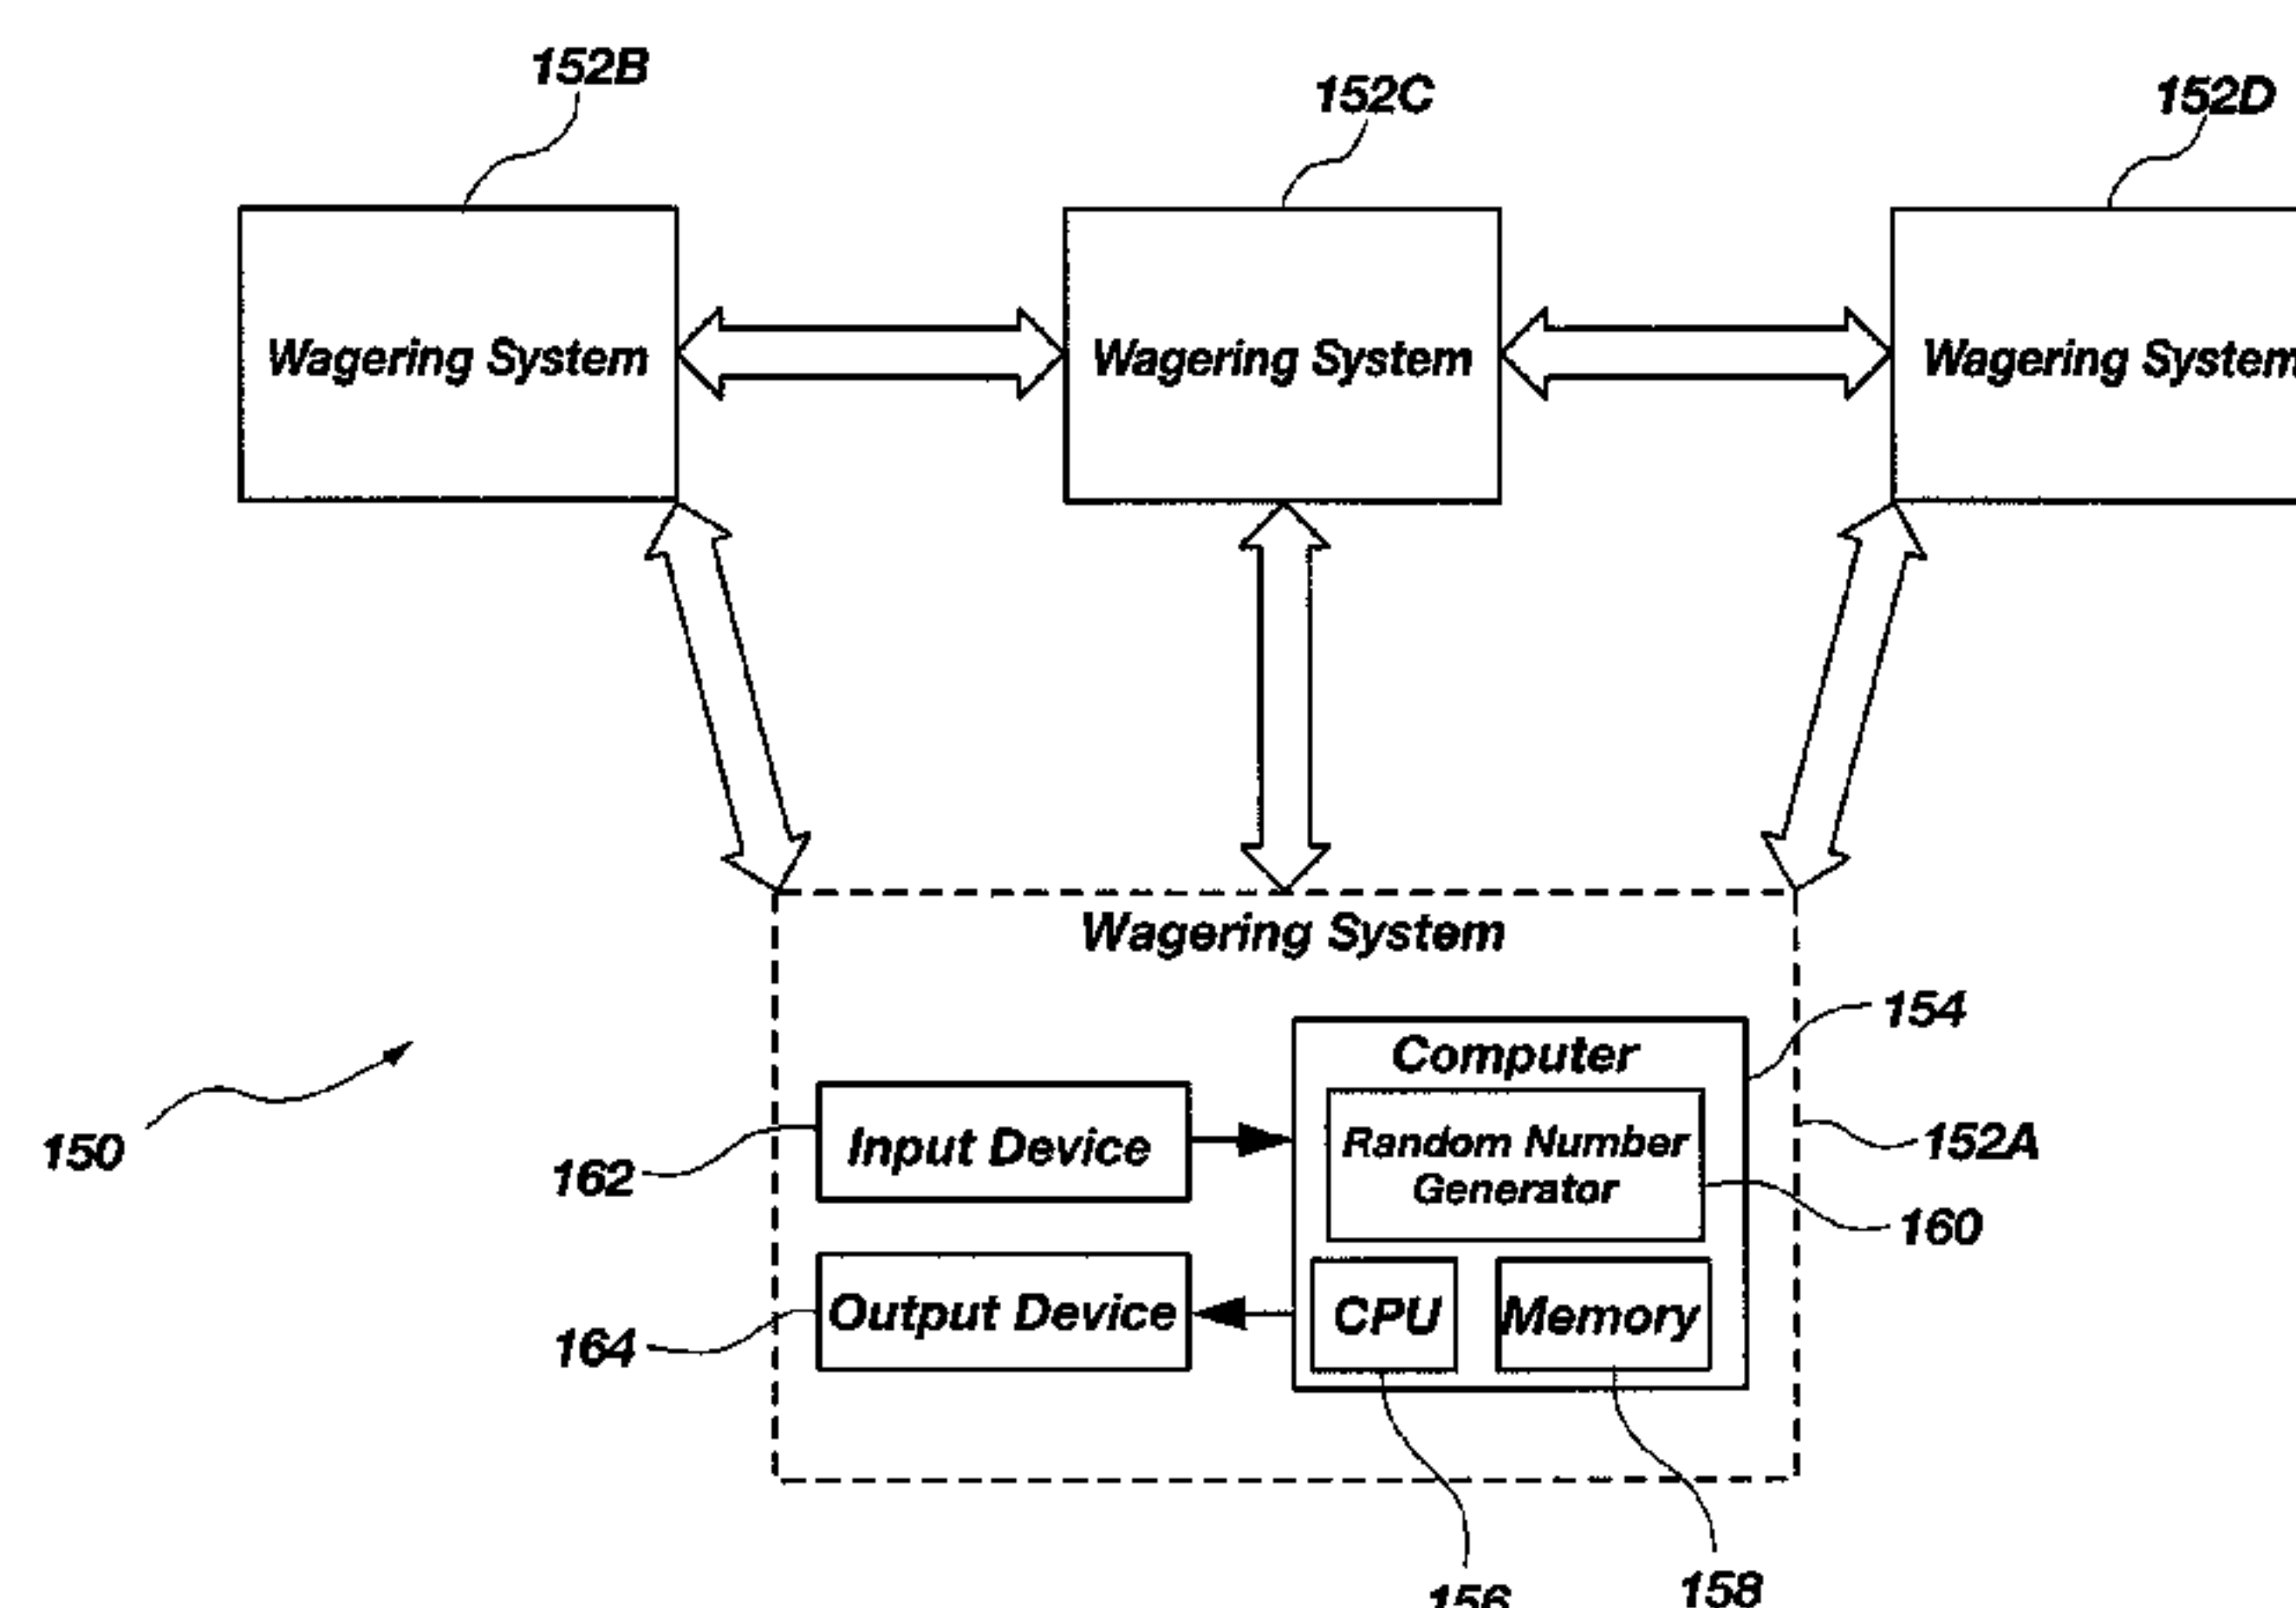 152B
152C
152D
Wagering System
Wagering System
Wagering System
Wagering System
154
Computer
150
162
Input Device
Random Number
Generator
152A
160
164
Output Device
CPU
Memory
156
158